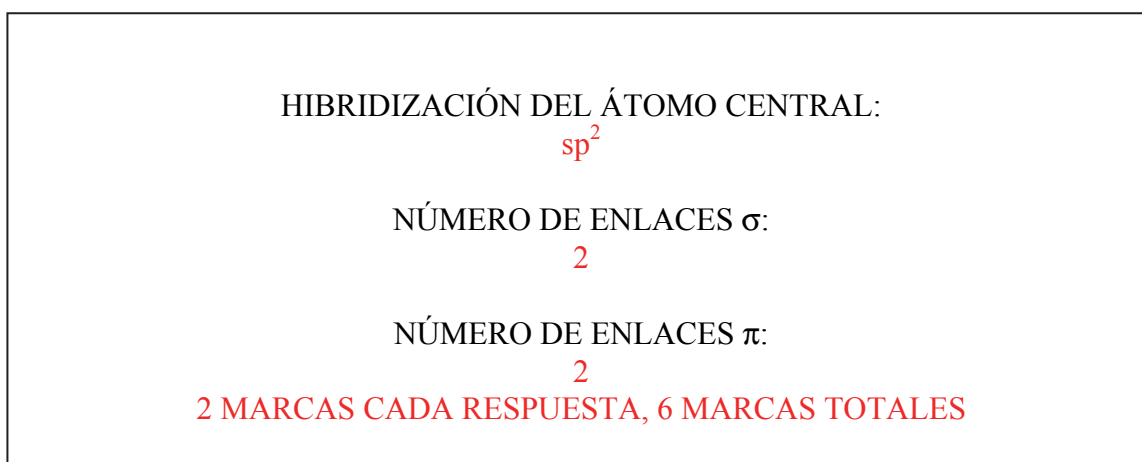 HIBRIDIZACIÓN DEL ÁTOMO CENTRAL:
sp²
NÚMERO DE ENLACES σ:
2
NÚMERO DE ENLACES π:
2
2 MARCAS CADA RESPUESTA, 6 MARCAS TOTALES